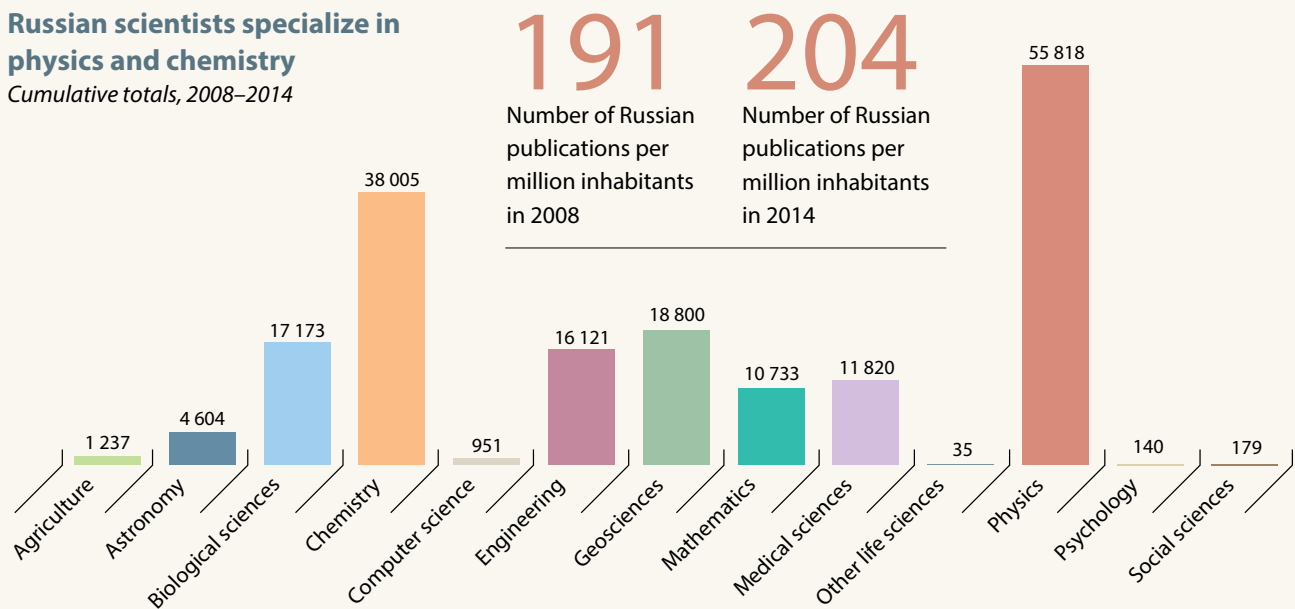 Russian scientists specialize in
physics and chemistry
Cumulative totals, 2008–2014
191
Number of Russian
publications per
million inhabitants
in 2008
204
Number of Russian
publications per
million inhabitants
in 2014
1 237
4 604
17 173
38 005
951
16 121
18 800
10 733
11 820
35
55 818
140
179
Agriculture
Astronomy
Biological sciences
Chemistry
Computer science
Engineering
Geosciences
Mathematics
Medical sciences
Other life sciences
Physics
Psychology
Social sciences